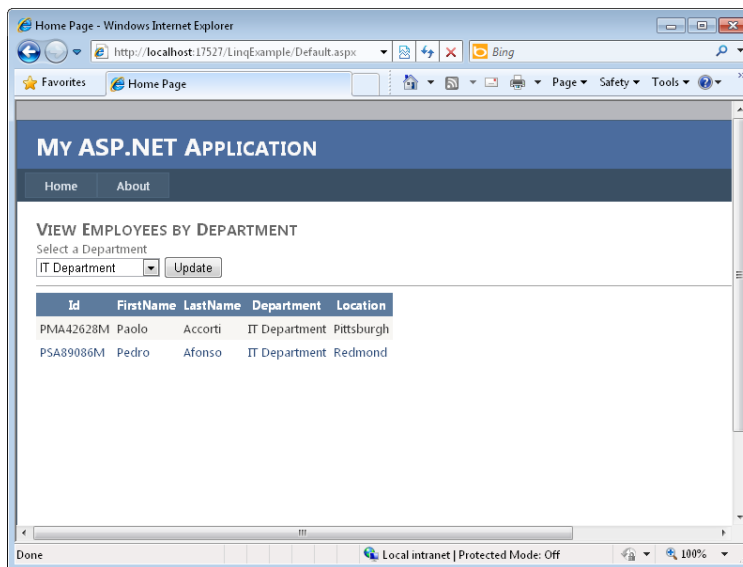 Home Page - Windows Internet Explorer
http://localhost:17527/LinqExample/Default.aspx
Bing
Favorites
Home Page
Page
Safety
Tools
MY ASP.NET APPLICATION
Home
About
VIEW EMPLOYEES BY DEPARTMENT
Select a Department
IT Department
Update
Id FirstName LastName Department Location
PMA42628M Paolo Accorti IT Department Pittsburgh
PSA89086M Pedro Afonso IT Department Redmond
Done
Local intranet | Protected Mode: Off
100%